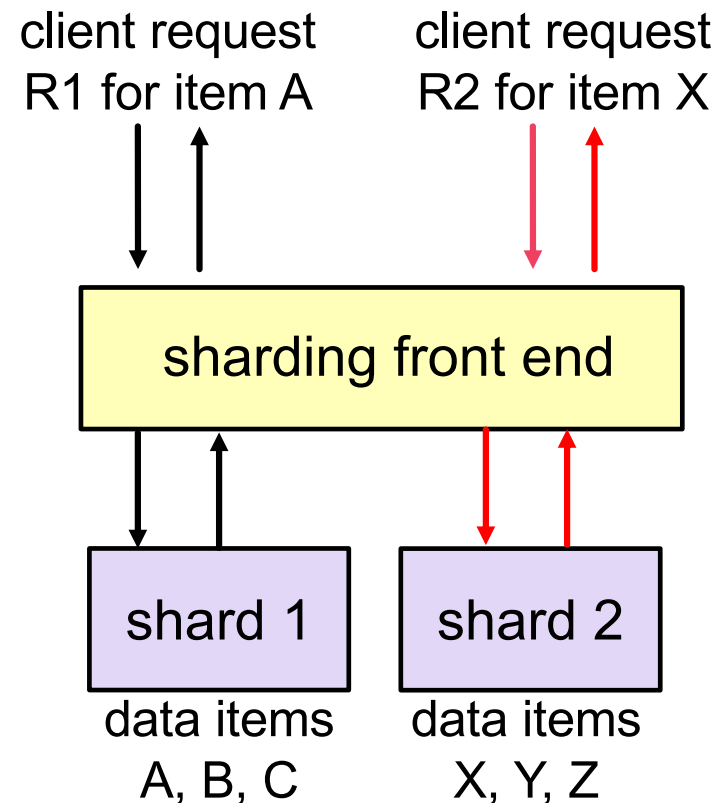 client request
R1 for item A
client request
R2 for item X
sharding front end
shard 1
shard 2
data items
A, B, C
data items
X, Y, Z